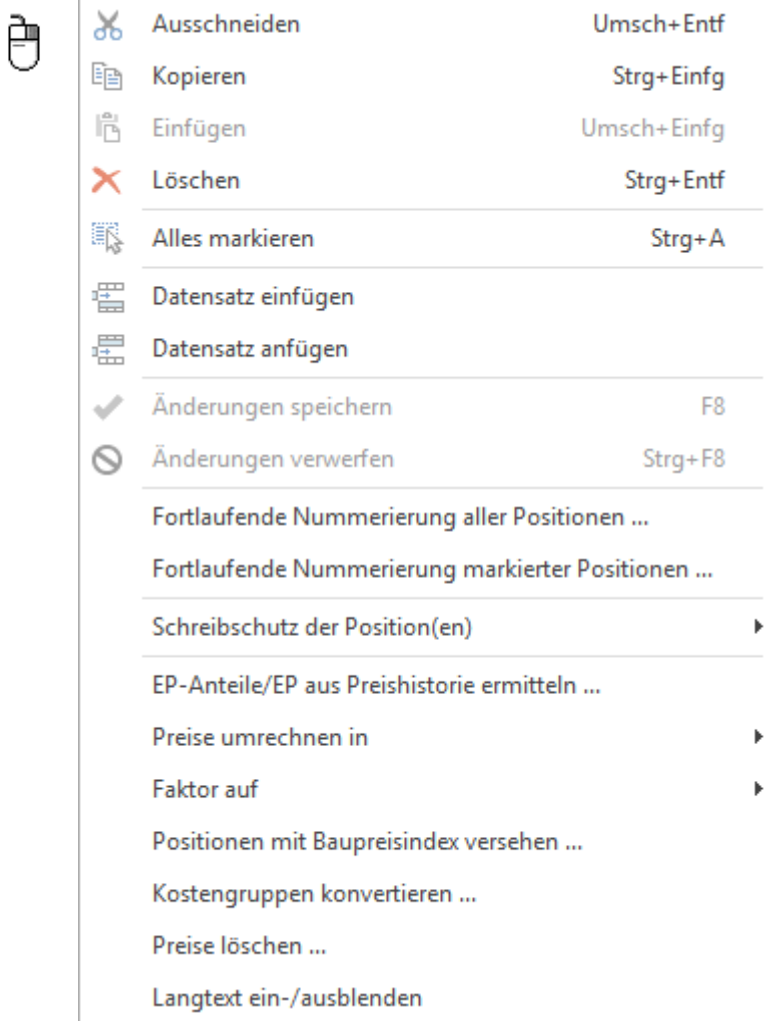 Ausschneiden Umsch+Entf
Kopieren Strg+Einfg
Einfügen Umsch+Einfg
Löschen Strg+Entf
Alles markieren Strg+A
Datensatz einfügen
Datensatz anfügen
Änderungen speichern F8
Änderungen verwerfen Strg+F8
Fortlaufende Nummerierung aller Positionen ...
Fortlaufende Nummerierung markierter Positionen ...
Schreibschutz der Position(en)
EP-Anteile/EP aus Preishistorie ermitteln ...
Preise umrechnen in
Faktor auf
Positionen mit Baupreisindex versehen ...
Kostengruppen konvertieren ...
Preise löschen ...
Langtext ein-/ausblenden